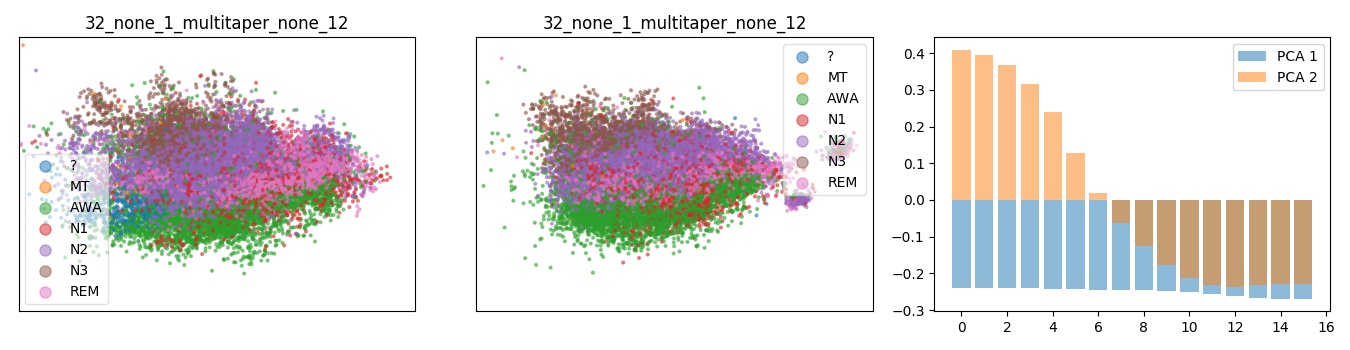 32_none_1_multitaper_none_12
?
MT
AWA
N1
N2
N3
REM
32_none_1_multitaper_none_12
?
MT
AWA
N1
N2
N3
REM
PCA 1
PCA 2
0.4
0.3
0.2
0.1
0.0
−0.1
−0.2
−0.3
0 2 4 6 8 10 12 14 16